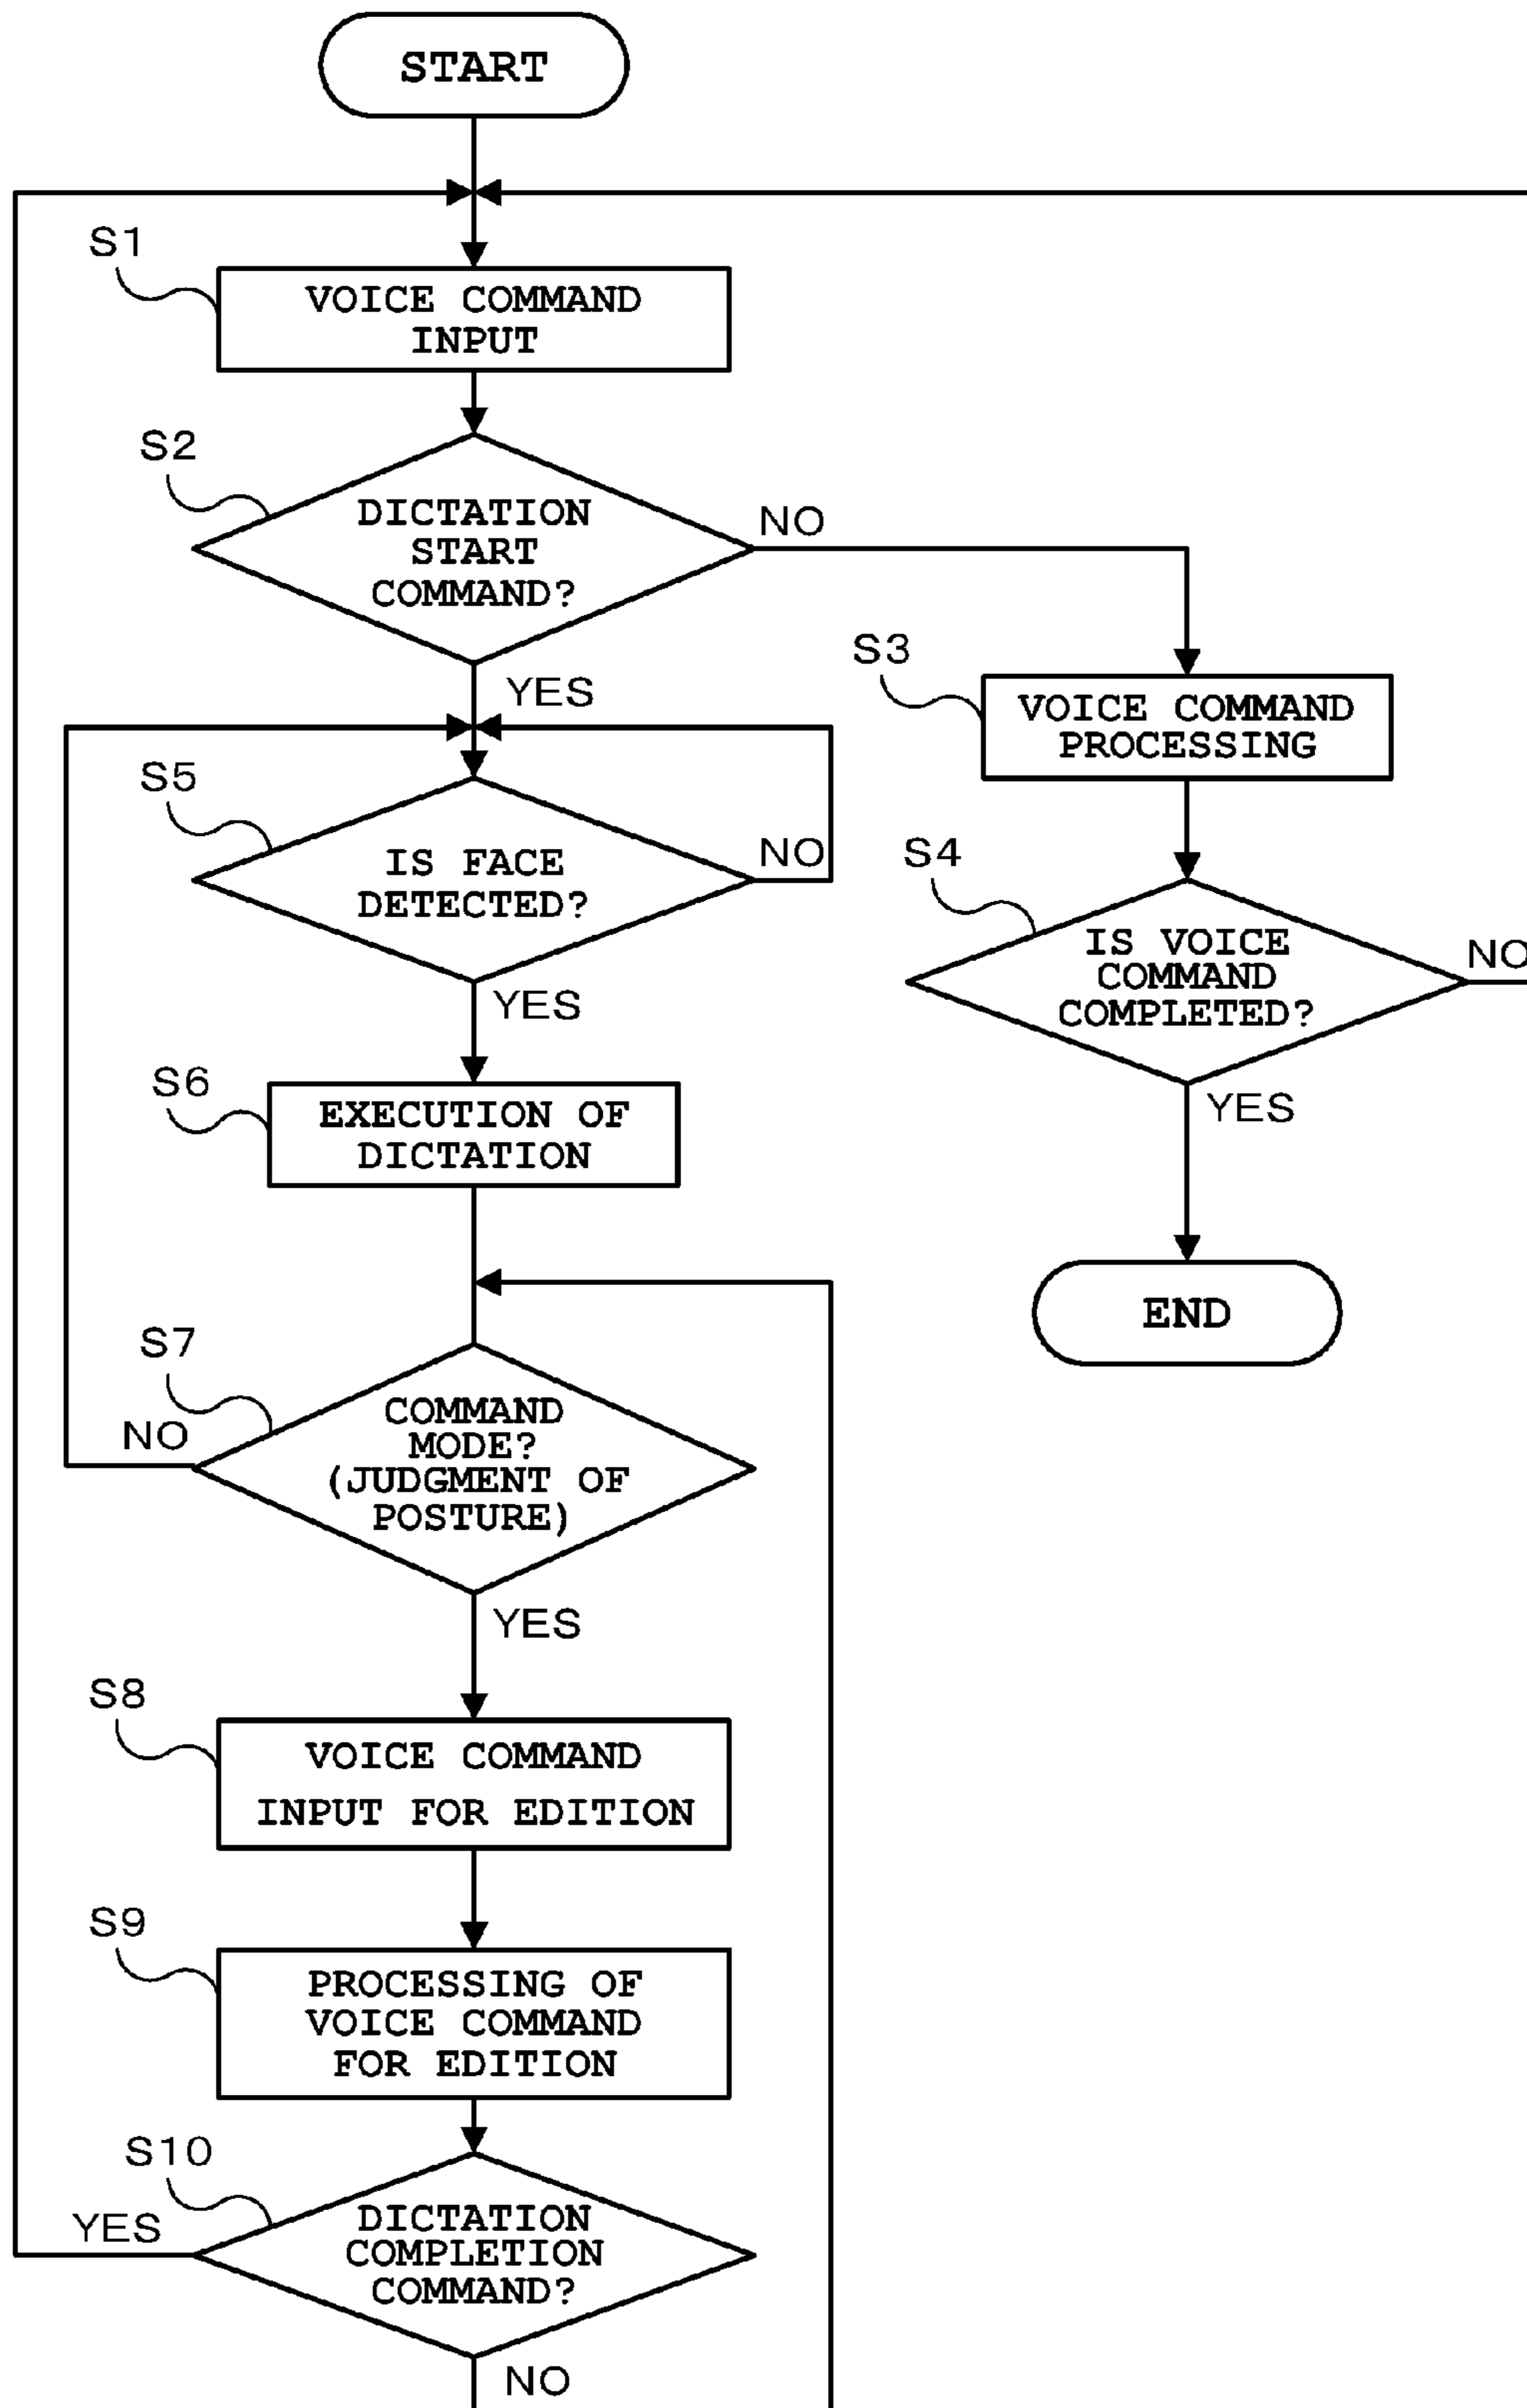 START
S1
VOICE COMMAND
INPUT
S2
DICTATION
START
COMMAND?
NO
YES
S3
VOICE COMMAND
PROCESSING
S5
IS FACE
DETECTED?
NO
YES
S4
IS VOICE
COMMAND
COMPLETED?
NO
YES
S6
EXECUTION OF
DICTATION
END
S7
COMMAND
MODE?
(JUDGMENT OF
POSTURE)
NO
YES
S8
VOICE COMMAND
INPUT FOR EDITION
S9
PROCESSING OF
VOICE COMMAND
FOR EDITION
S10
DICTATION
COMPLETION
COMMAND?
YES
NO